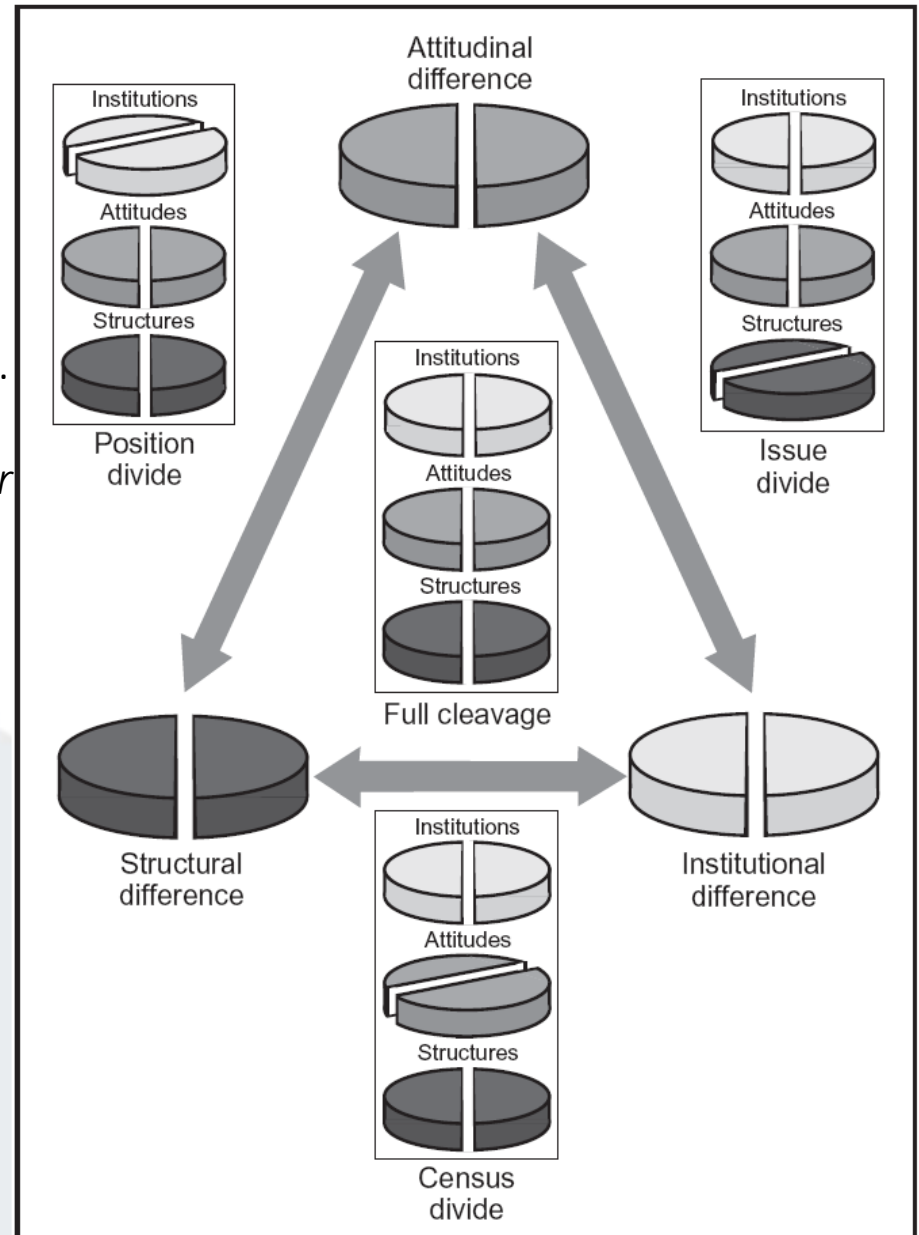 Attitudinal
difference
Institutions
Attitudes
Structures
Position
divide
Institutions
Attitudes
Structures
Issue
divide
.
r
Institutions
Attitudes
Structures
Full cleavage
Structural
difference
Institutional
difference
Institutions
Attitudes
Structures
Census
divide